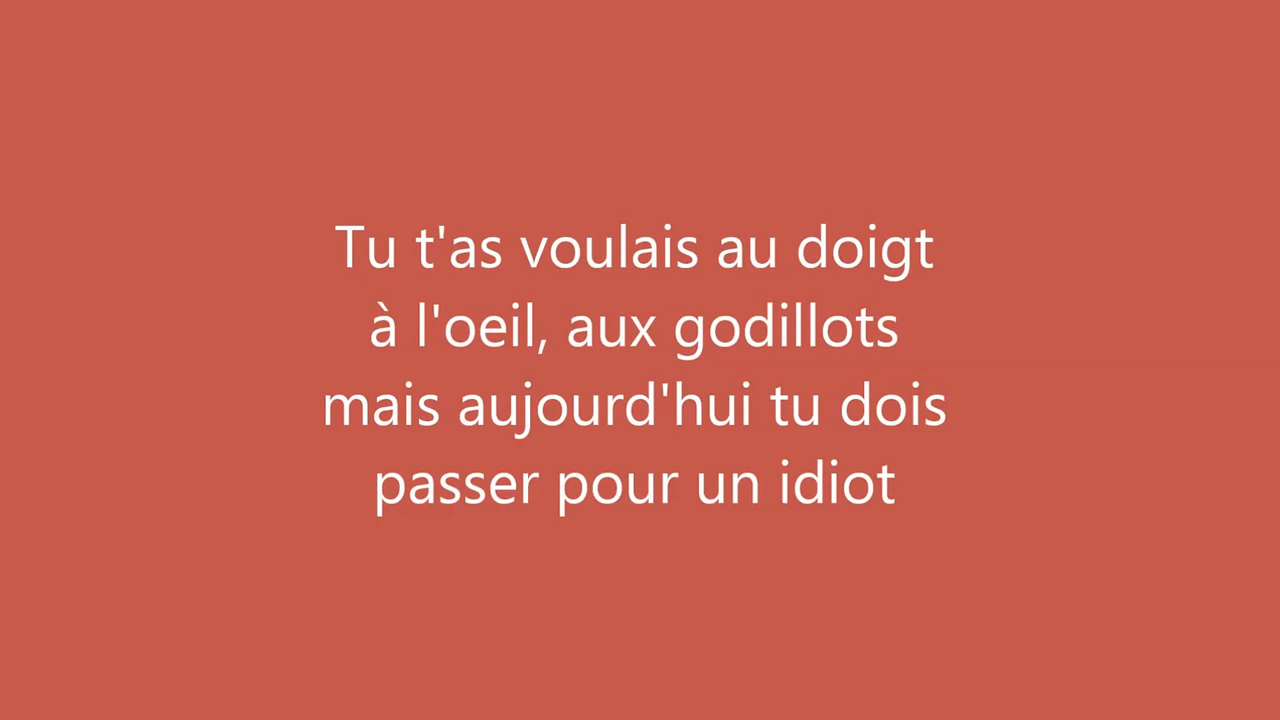 Tu t'as voulais au doigt
à l'oeil, aux godillots
mais aujourd'hui tu dois
passer pour un idiot